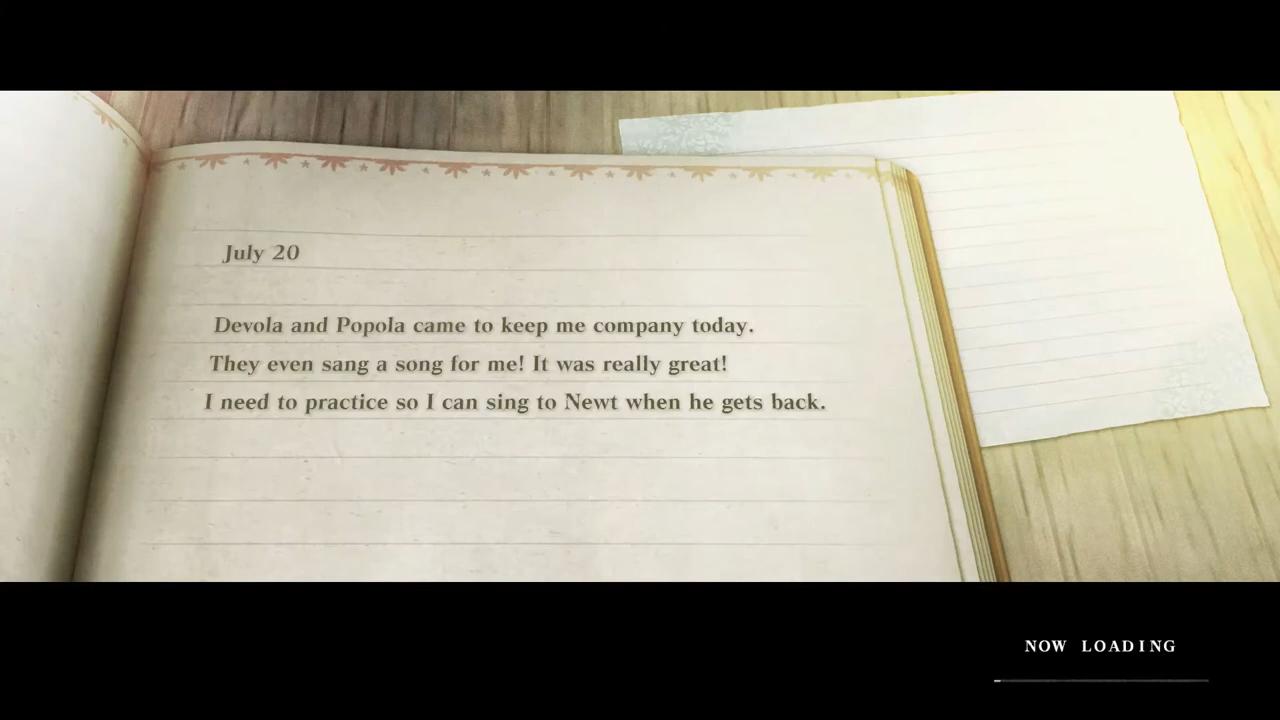 July 20
Devola and Popola came to keep me company today.
They even sang a song for me! It was really great!
I need to practice so I can sing to Newt when he gets back.
NOW LOADING